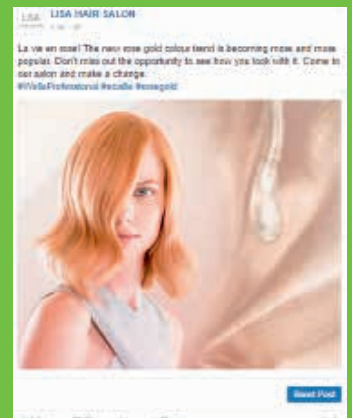 LISA
LISA HAIR SALON
La vie en rose! The new rose gold colour trend is becoming more and more
popular. Don't miss out the opportunity to see how you look with it. Come to
our salon and make a change.
#WellaProfessional #ecaille #rosegold
Boost Post